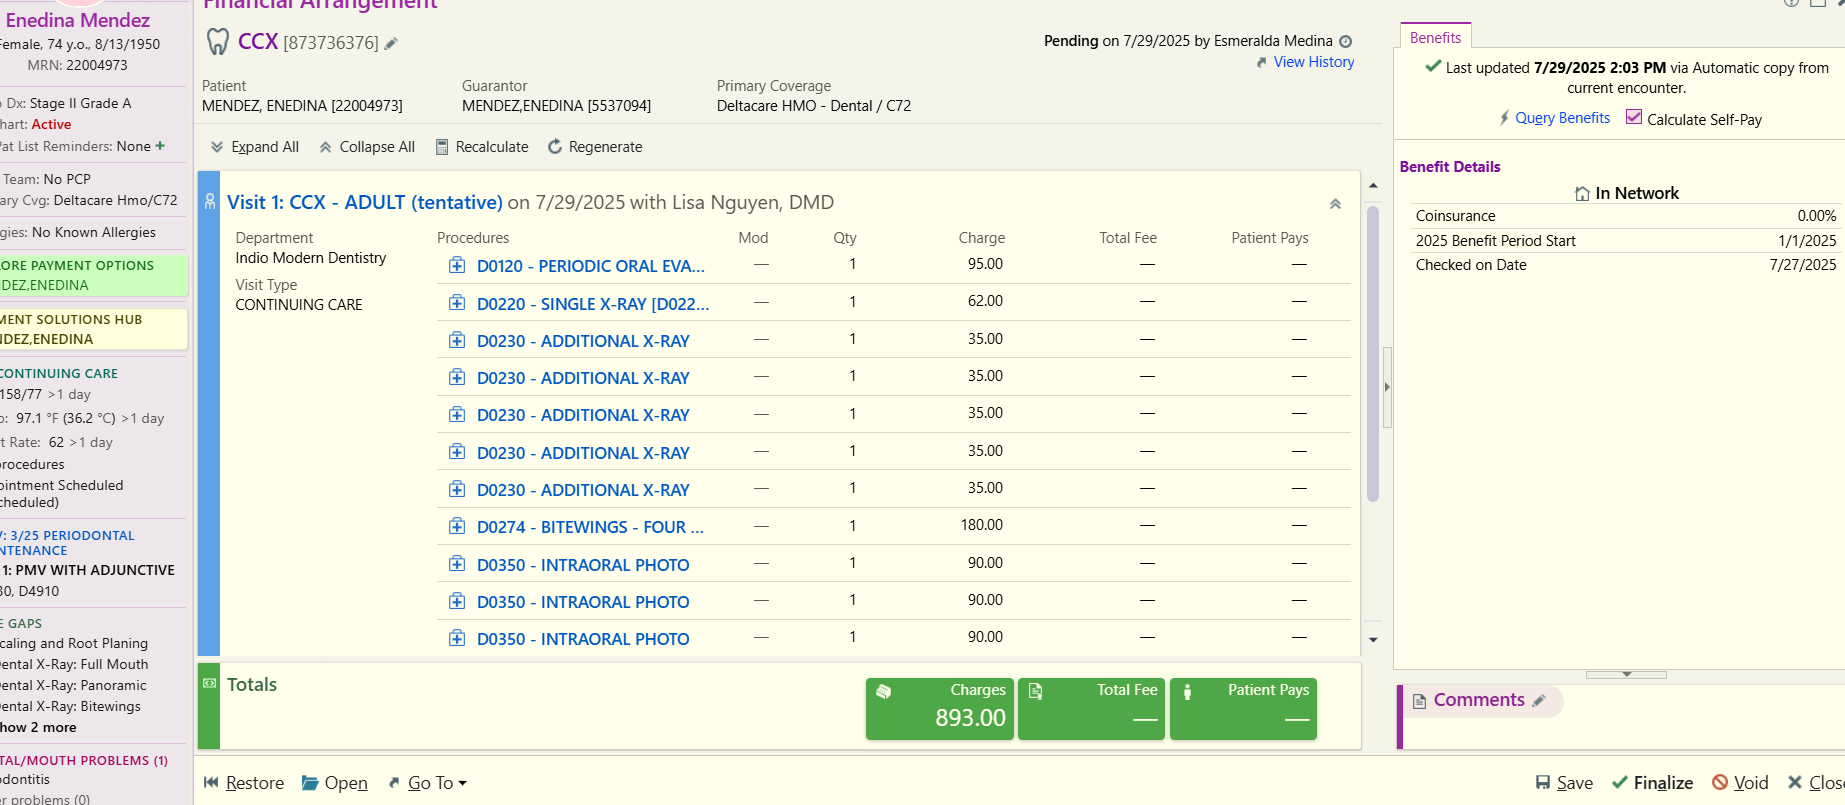 Financial Arrangement
Enedina Mendez
Female, 74 y.o., 8/13/1950
MRN: 22004973
Dx: Stage II Grade A
Chart: Active
Pat List Reminders: None +
Team: No PCP
ary Cvg: Deltacare Hmo/C72
gies: No Known Allergies
ORE PAYMENT OPTIONS
DEZ,ENEDINA
MENT SOLUTIONS HUB
NDEZ,ENEDINA
CONTINUING CARE
158/77 >1 day
p: 97.1 °F (36.2 °C) >1 day
t Rate: 62 >1 day
rocedures
ointment Scheduled
cheduled)
V: 3/25 PERIODONTAL
NTENANCE
1: PMV WITH ADJUNCTIVE
30, D4910
E GAPS
caling and Root Planing
ental X-Ray: Full Mouth
ental X-Ray: Panoramic
ental X-Ray: Bitewings
how 2 more
TAL/MOUTH PROBLEMS (1)
odontitis
er problems (0)
CCX [873736376]
Pending on 7/29/2025 by Esmeralda Medina
View History
Patient
MENDEZ, ENEDINA [22004973]
Guarantor
MENDEZ,ENEDINA [5537094]
Primary Coverage
Deltacare HMO - Dental / C72
Expand All Collapse All Recalculate Regenerate
Visit 1: CCX - ADULT (tentative) on 7/29/2025 with Lisa Nguyen, DMD
Department
Indio Modern Dentistry
Visit Type
CONTINUING CARE
Procedures Mod Qty Charge Total Fee Patient Pays
D0120 - PERIODIC ORAL EVA... — 1 95.00 — —
D0220 - SINGLE X-RAY [D022... — 1 62.00 — —
D0230 - ADDITIONAL X-RAY — 1 35.00 — —
D0230 - ADDITIONAL X-RAY — 1 35.00 — —
D0230 - ADDITIONAL X-RAY — 1 35.00 — —
D0230 - ADDITIONAL X-RAY — 1 35.00 — —
D0230 - ADDITIONAL X-RAY — 1 35.00 — —
D0274 - BITEWINGS - FOUR ... — 1 180.00 — —
D0350 - INTRAORAL PHOTO — 1 90.00 — —
D0350 - INTRAORAL PHOTO — 1 90.00 — —
D0350 - INTRAORAL PHOTO — 1 90.00 — —
Totals
Charges
893.00
Total Fee
—
Patient Pays
—
Benefits
Last updated 7/29/2025 2:03 PM via Automatic copy from
current encounter.
Query Benefits Calculate Self-Pay
Benefit Details
In Network
Coinsurance 0.00%
2025 Benefit Period Start 1/1/2025
Checked on Date 7/27/2025
Comments
Restore Open Go To
Save Finalize Void Close